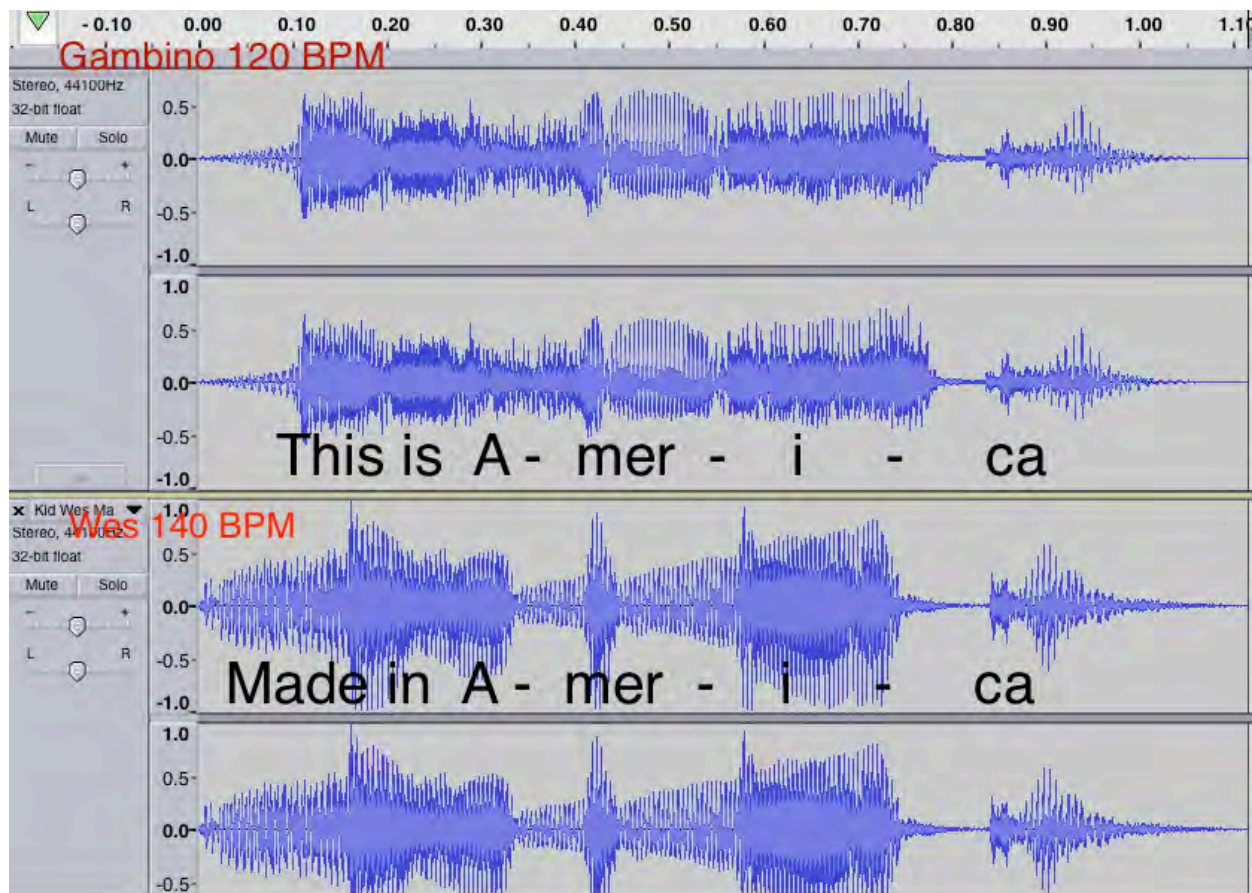 - 0.10 0.00 0.10 0.20 0.30 0.40 0.50 0.60 0.70 0.80 0.90 1.00 1.10
Gambino 120 BPM
Stereo, 44100Hz
32-bit float
Mute Solo
- +
L R
0.5
0.0
-0.5
-1.0
1.0
0.5
0.0
-0.5
-1.0
This is A - mer - i - ca
x Kid Wes Ma
Wes 140 BPM
Stereo, 44100Hz
32-bit float
Mute Solo
- +
L R
1.0
0.5
0.0
-0.5
-1.0
Made in A - mer - i - ca
1.0
0.5
0.0
-0.5